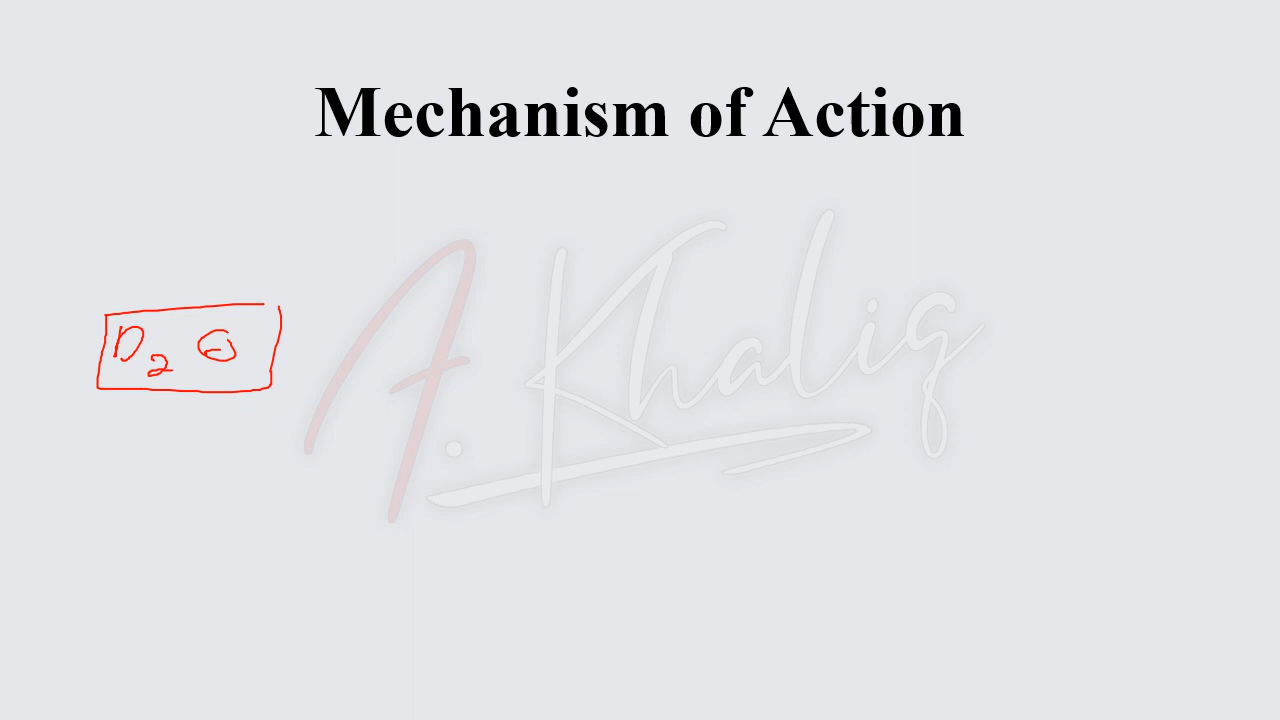 Mechanism of Action
A. Khaliq
D₂ ⊖